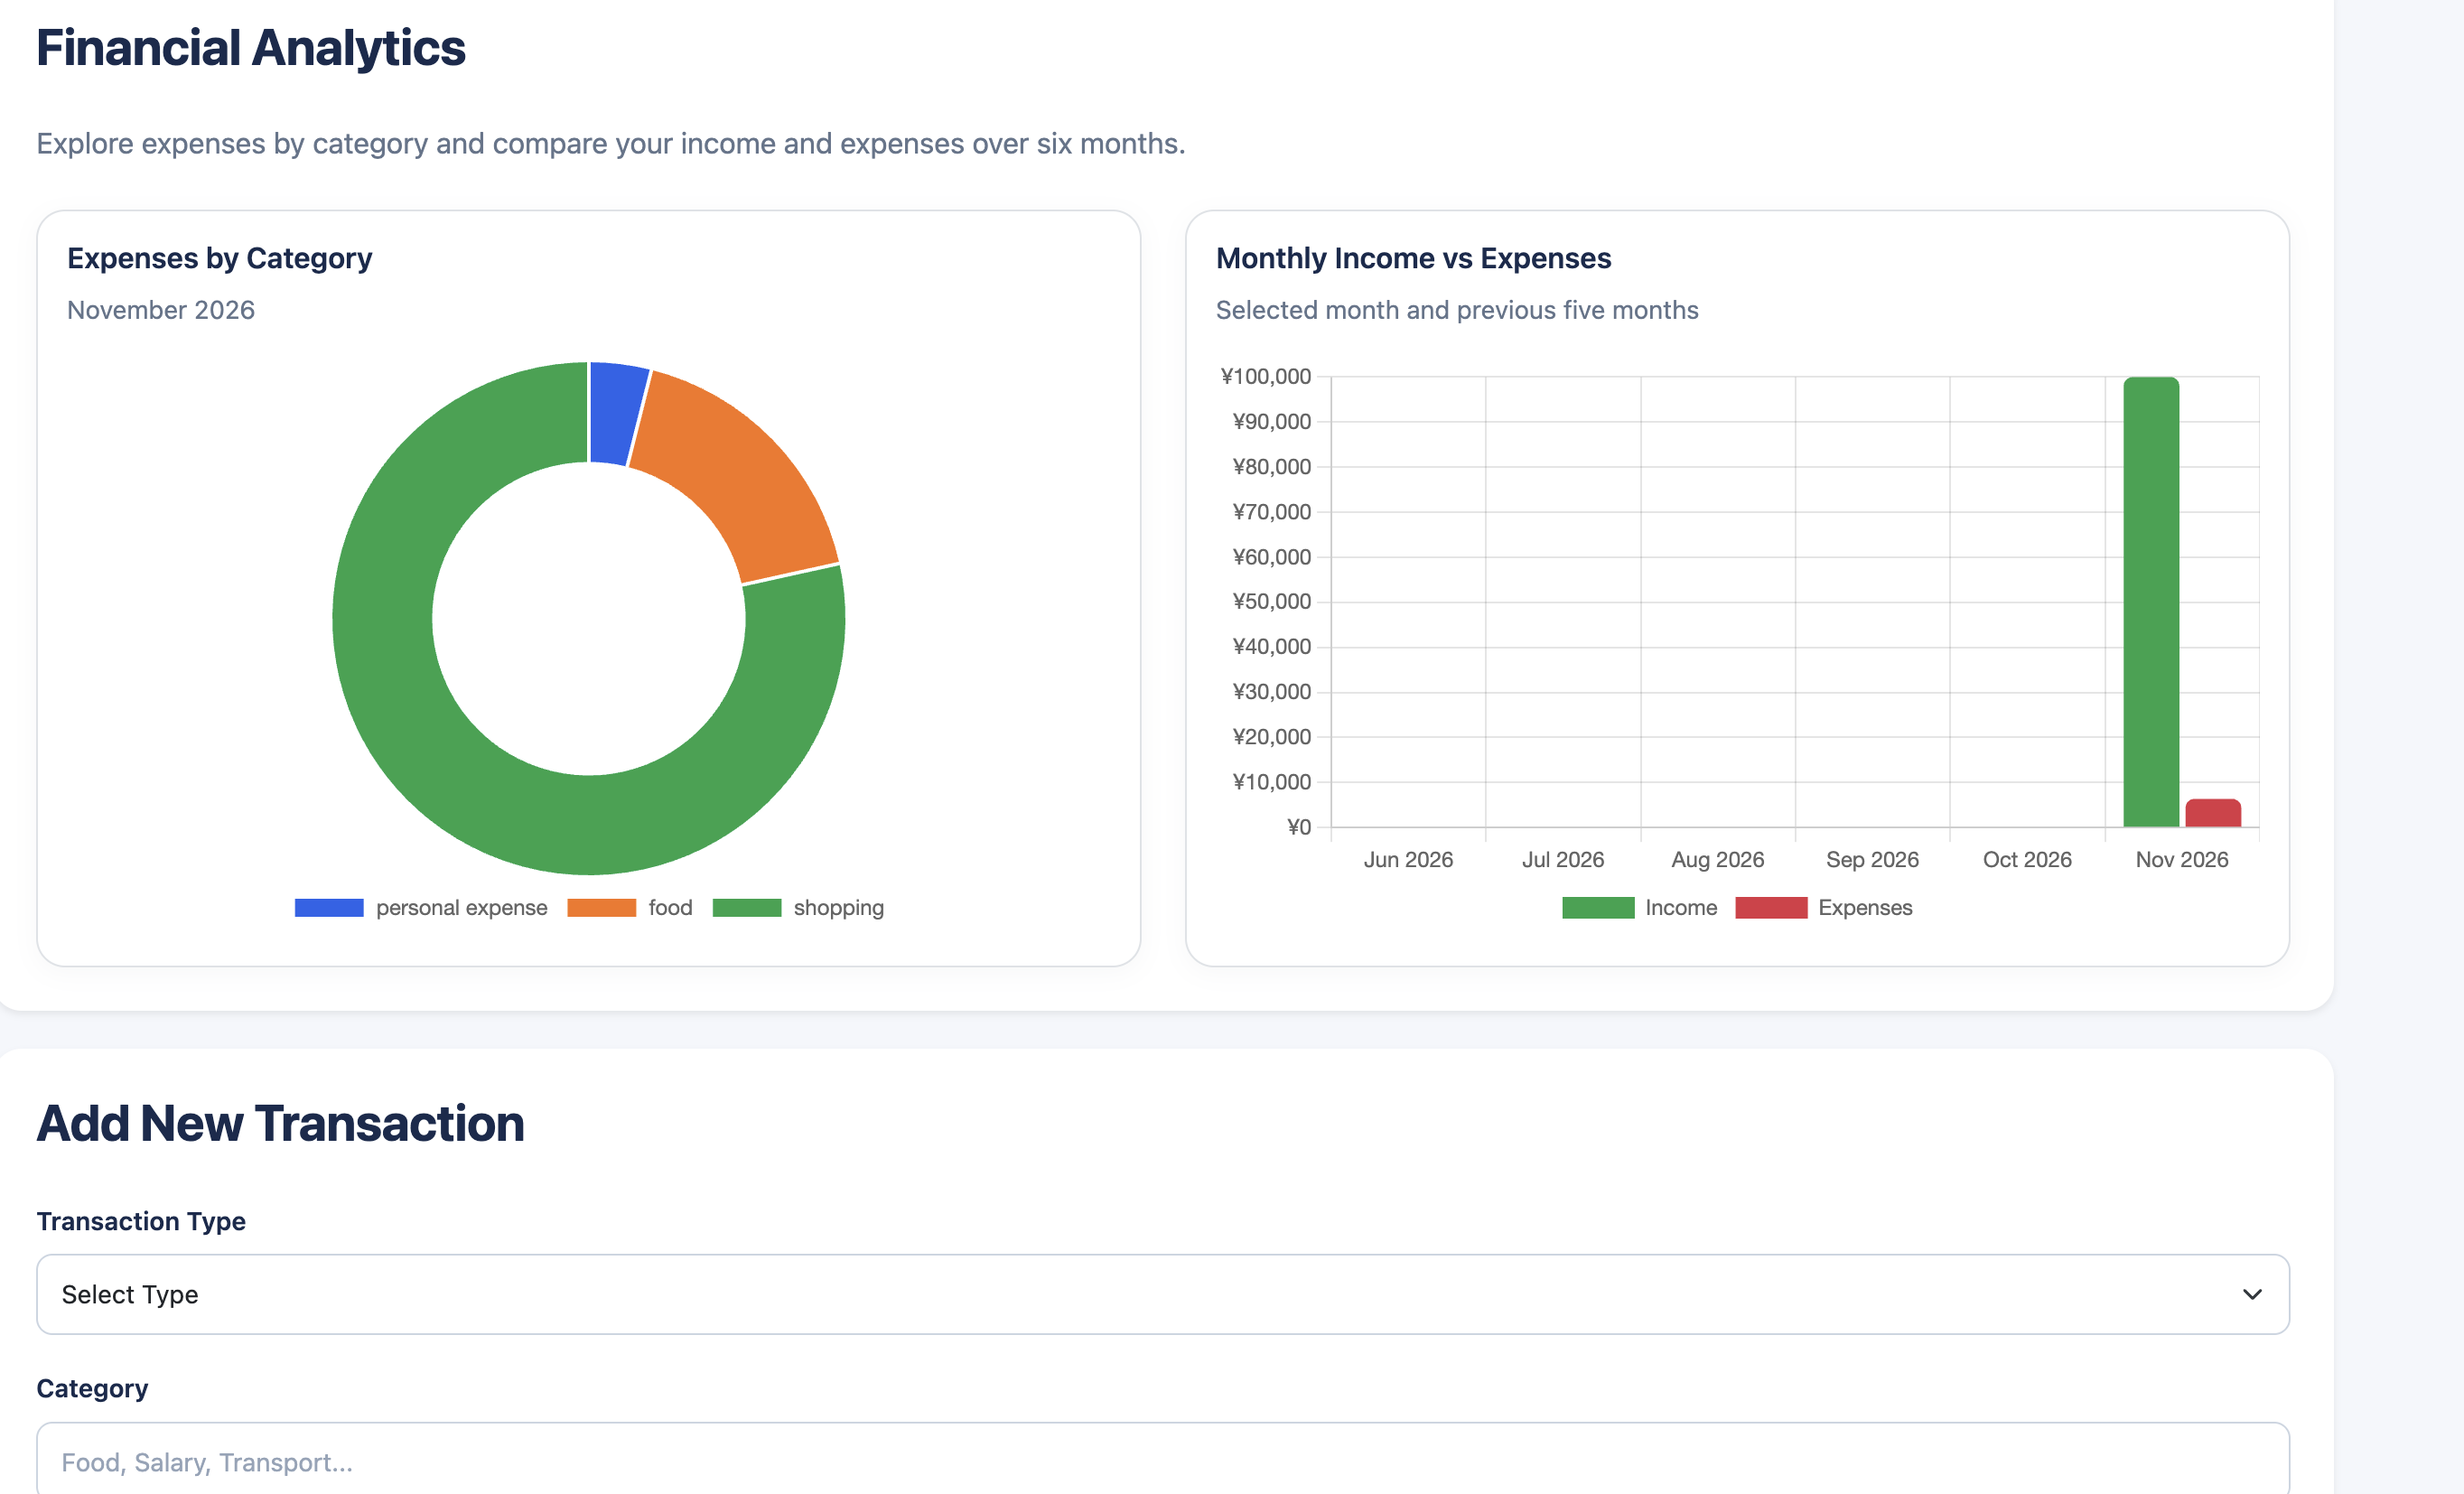 Financial Analytics
Explore expenses by category and compare your income and expenses over six months.
Expenses by Category
November 2026
personal expense food shopping
Monthly Income vs Expenses
Selected month and previous five months
¥100,000
¥90,000
¥80,000
¥70,000
¥60,000
¥50,000
¥40,000
¥30,000
¥20,000
¥10,000
¥0
Jun 2026 Jul 2026 Aug 2026 Sep 2026 Oct 2026 Nov 2026
Income Expenses
Add New Transaction
Transaction Type
Select Type
Category
Food, Salary, Transport...